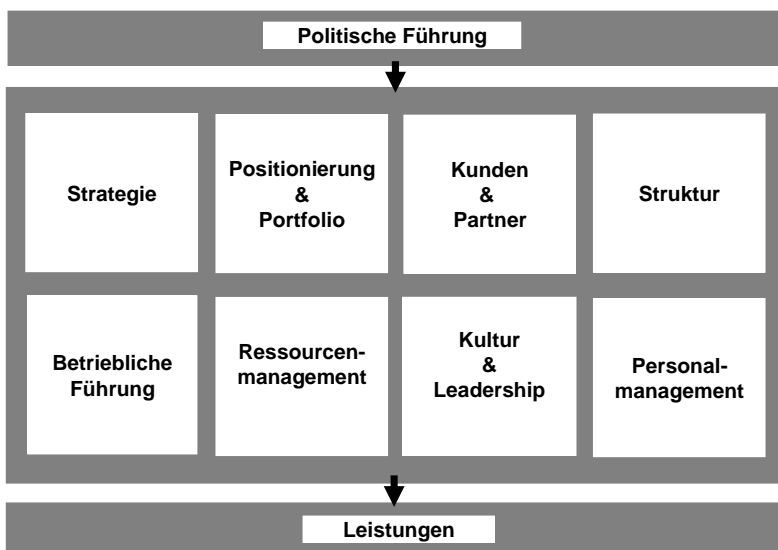 Politische Führung
Strategie
Positionierung
&
Portfolio
Kunden
&
Partner
Struktur
Betriebliche
Führung
Ressourcen-
management
Kultur
&
Leadership
Personal-
management
Leistungen